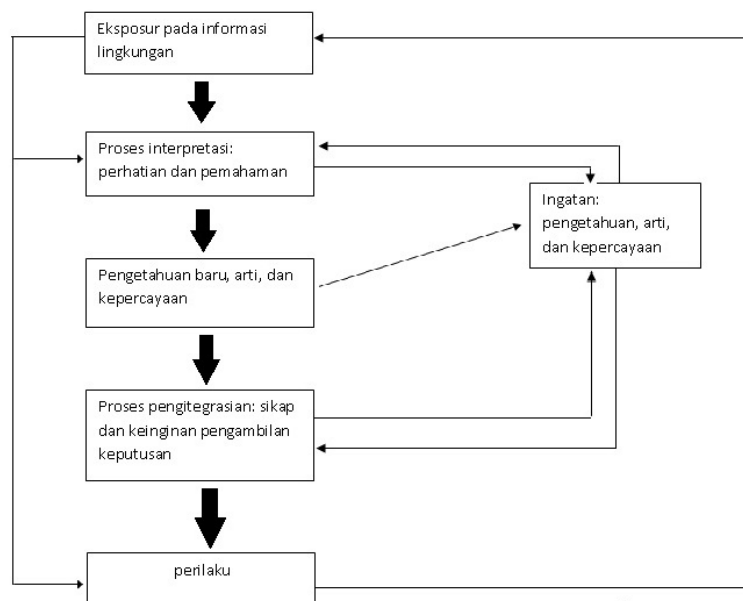 Eksposur pada informasi
lingkungan
Proses interpretasi:
perhatian dan pemahaman
Ingatan:
pengetahuan, arti,
dan kepercayaan
Pengetahuan baru, arti, dan
kepercayaan
Proses pengitegrasian: sikap
dan keinginan pengambilan
keputusan
perilaku